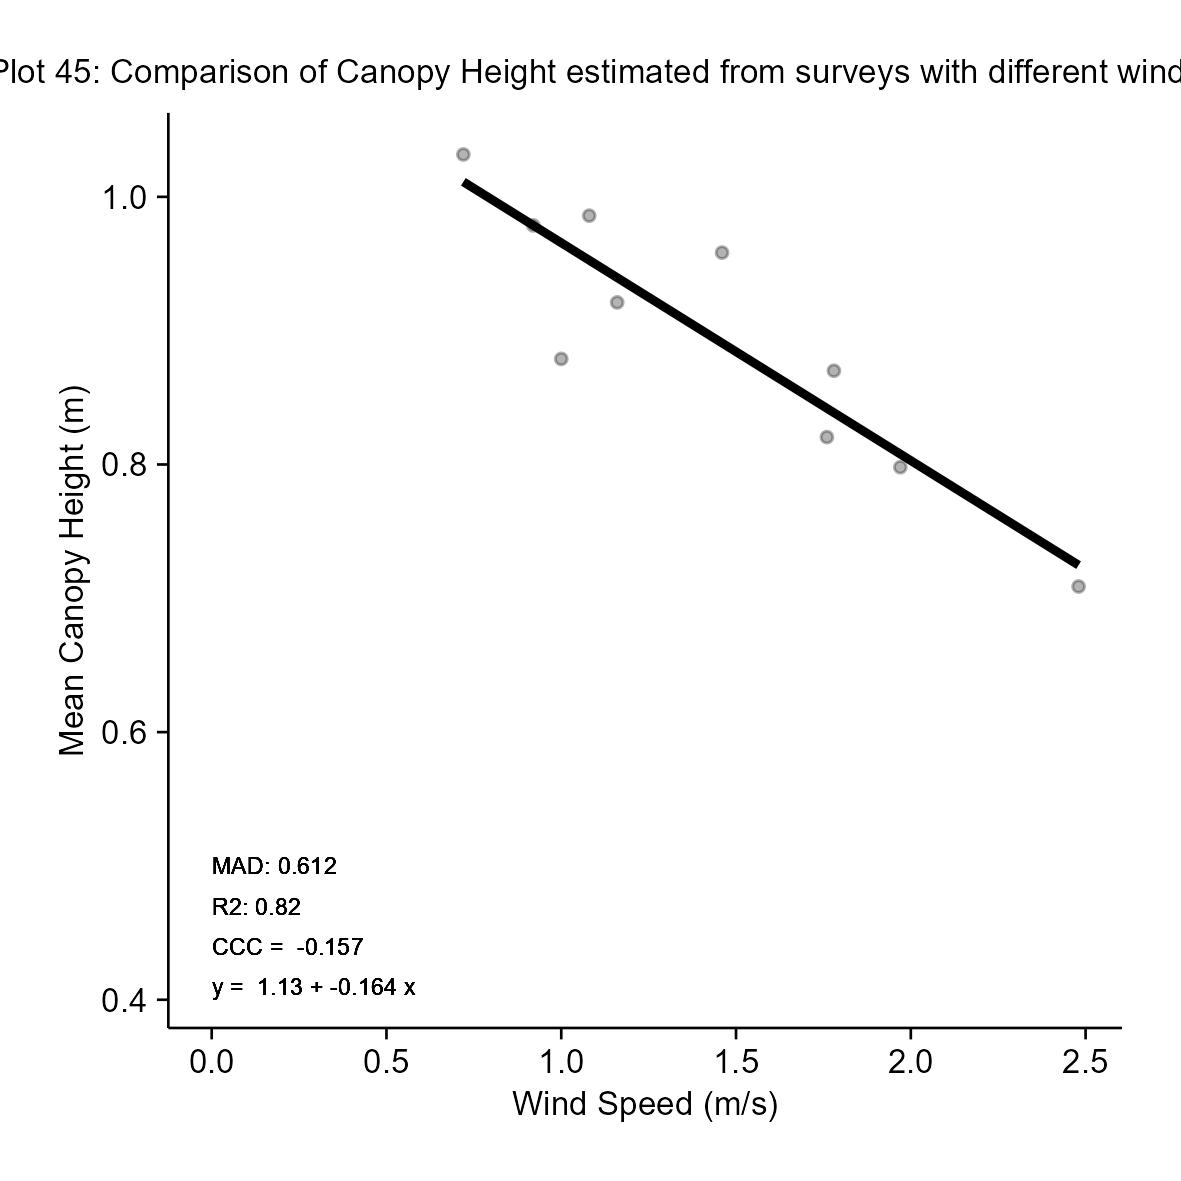 Plot 45: Comparison of Canopy Height estimated from surveys with different wind
1.0
0.8
0.6
0.4
Mean Canopy Height (m)
MAD: 0.612
R2: 0.82
CCC = -0.157
y = 1.13 + -0.164 x
0.0 0.5 1.0 1.5 2.0 2.5
Wind Speed (m/s)